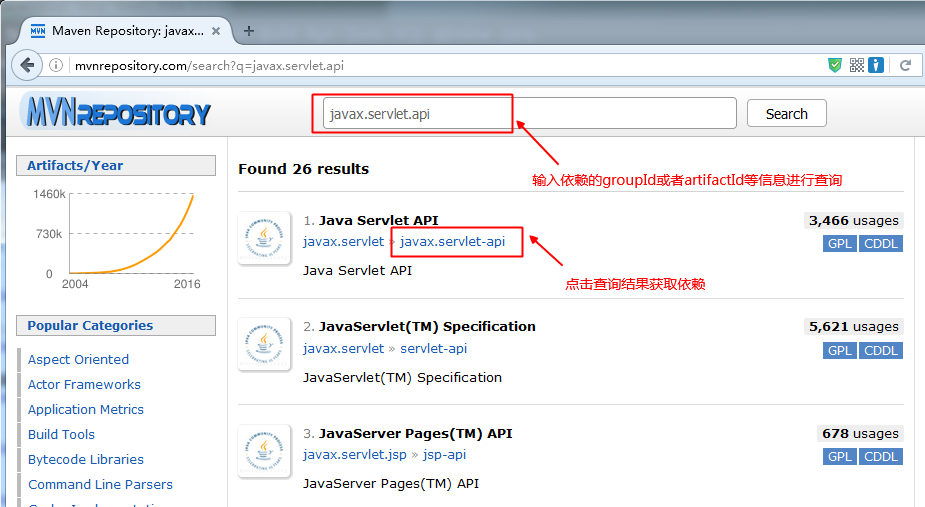 Maven Repository: javax...
mvnrepository.com/search?q=javax.servlet.api
MVNREPOSITORY
javax.servlet.api
Search
输入依赖的groupId或者artifactId等信息进行查询
Artifacts/Year
1460k
730k
0
2004
2016
Popular Categories
Aspect Oriented
Actor Frameworks
Application Metrics
Build Tools
Bytecode Libraries
Command Line Parsers
Found 26 results
1. Java Servlet API
3,466 usages
javax.servlet » javax.servlet-api
GPL CDDL
Java Servlet API
点击查询结果获取依赖
2. JavaServlet(TM) Specification
5,621 usages
javax.servlet » servlet-api
GPL CDDL
JavaServlet(TM) Specification
3. JavaServer Pages(TM) API
678 usages
javax.servlet.jsp » jsp-api
GPL CDDL
JavaServer Pages(TM) API